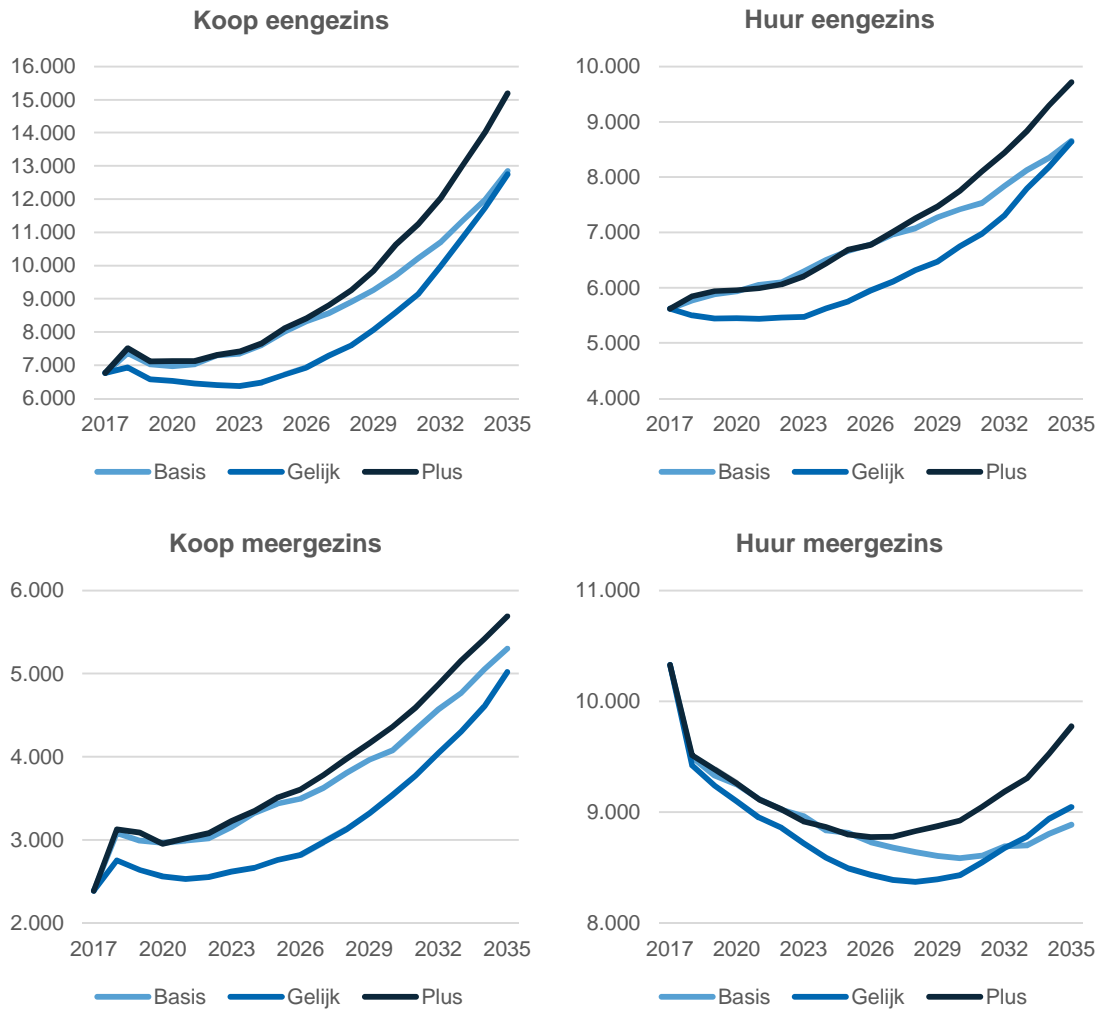 Koop eengezins
16.000
15.000
14.000
13.000
12.000
11.000
10.000
9.000
8.000
7.000
6.000
2017 2020 2023 2026 2029 2032 2035
Basis Gelijk Plus
Huur eengezins
10.000
9.000
8.000
7.000
6.000
5.000
4.000
2017 2020 2023 2026 2029 2032 2035
Basis Gelijk Plus
Koop meergezins
6.000
5.000
4.000
3.000
2.000
2017 2020 2023 2026 2029 2032 2035
Basis Gelijk Plus
Huur meergezins
11.000
10.000
9.000
8.000
2017 2020 2023 2026 2029 2032 2035
Basis Gelijk Plus